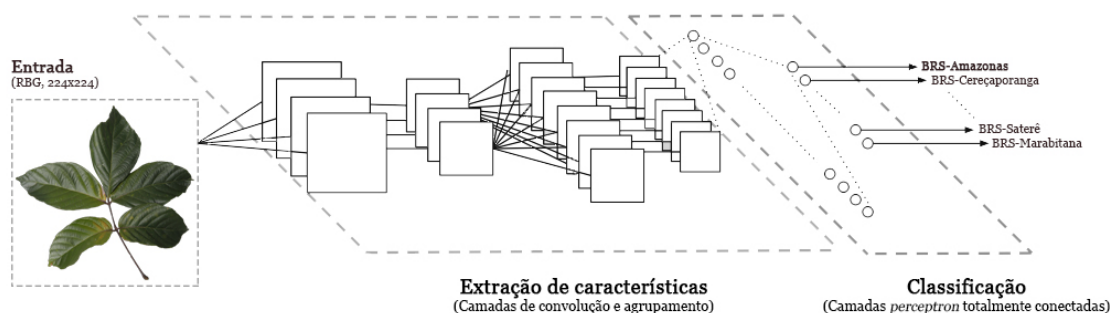 Entrada
(RBG, 224x224)
BRS-Amazonas
BRS-Cereçaporanga
BRS-Saterê
BRS-Marabitana
Extração de características
(Camadas de convolução e agrupamento)
Classificação
(Camadas perceptron totalmente conectadas)